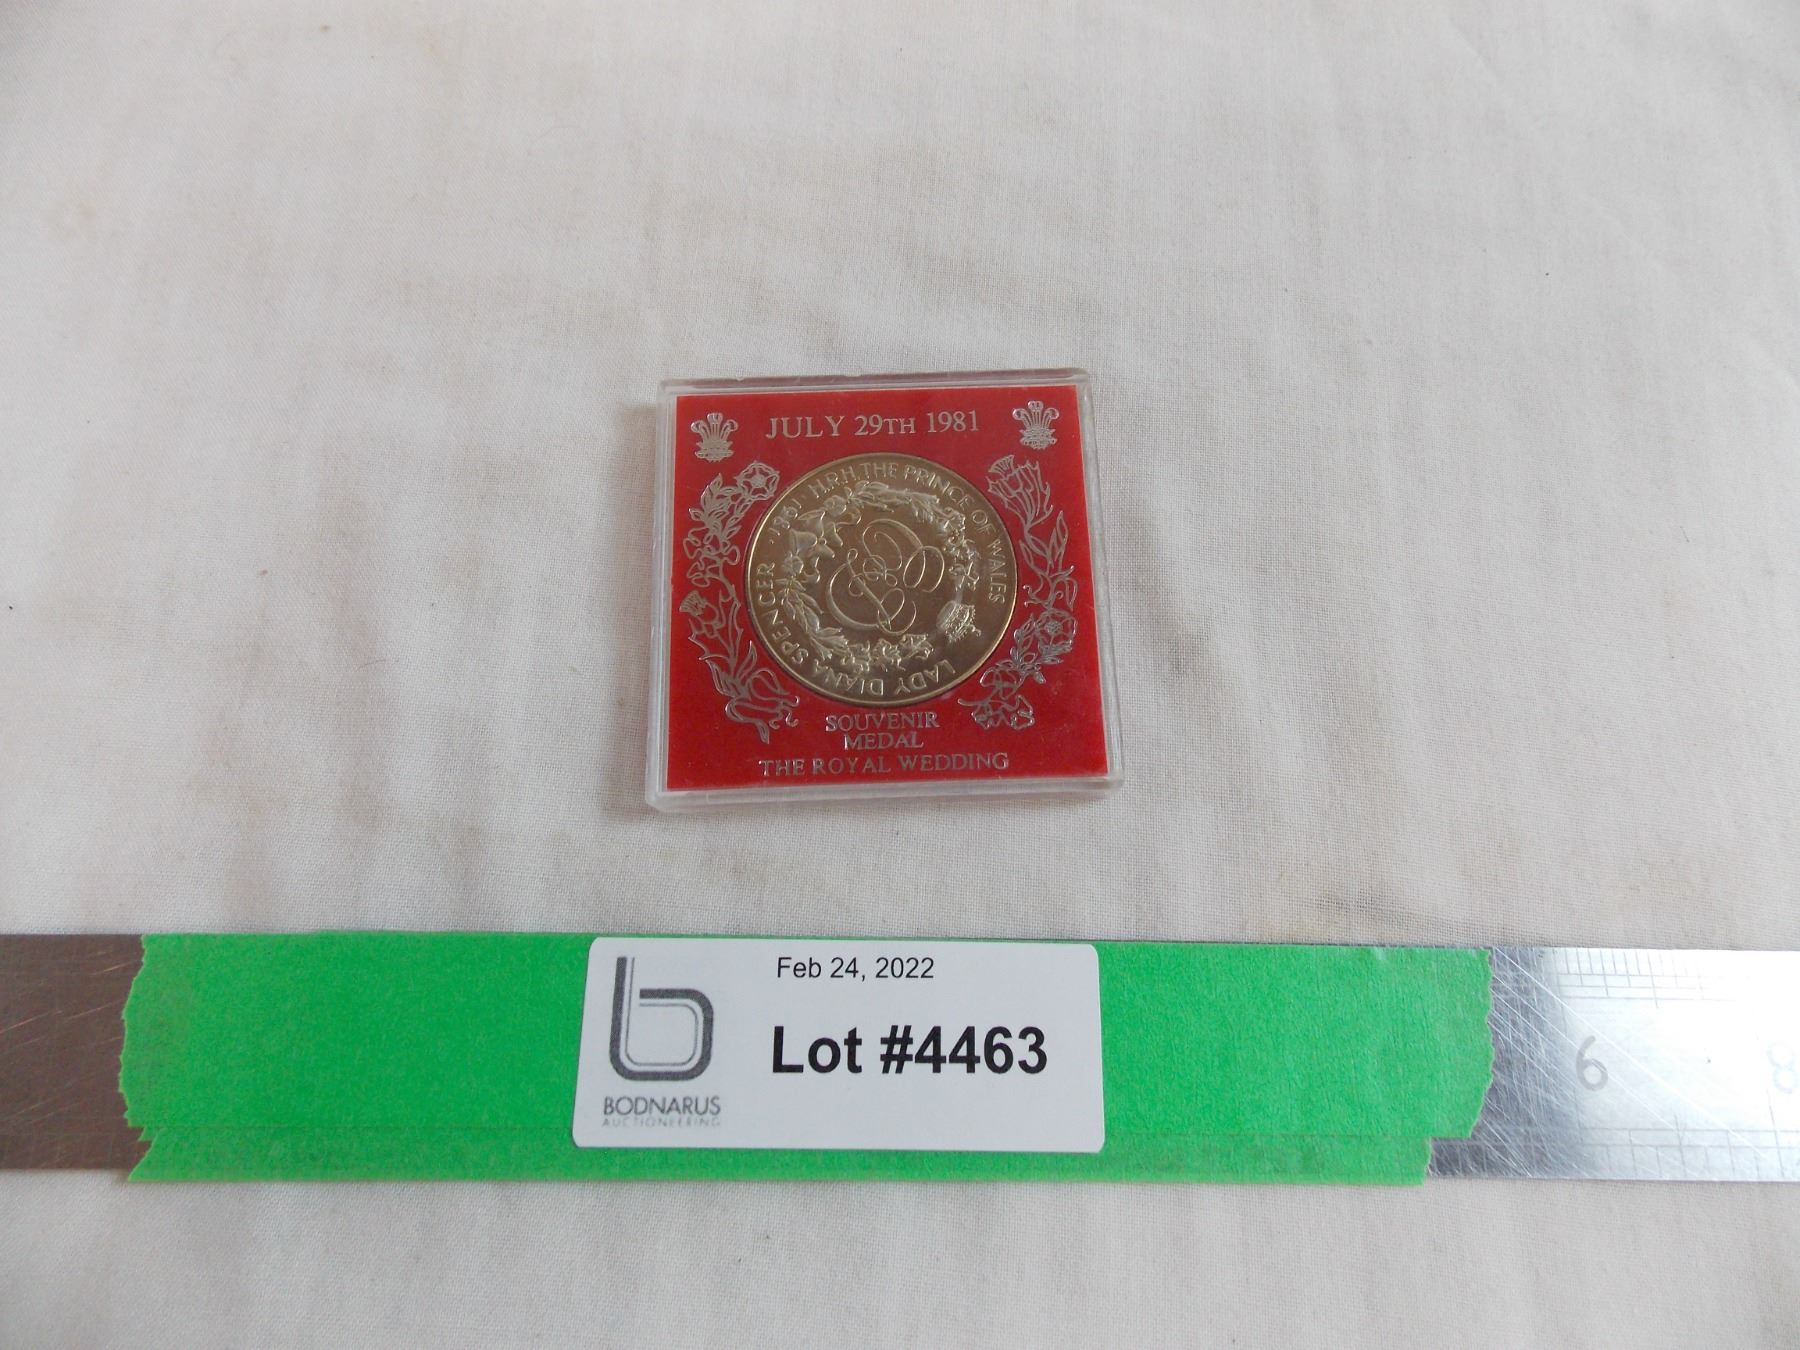 JULY 29TH 1981
· 1981 · H.R.H. THE PRINCE OF WALES
LADY DIANA SPENCER
SOUVENIR
MEDAL
THE ROYAL WEDDING
Feb 24, 2022
Lot #4463
BODNARUS
AUCTIONEERING
6
8